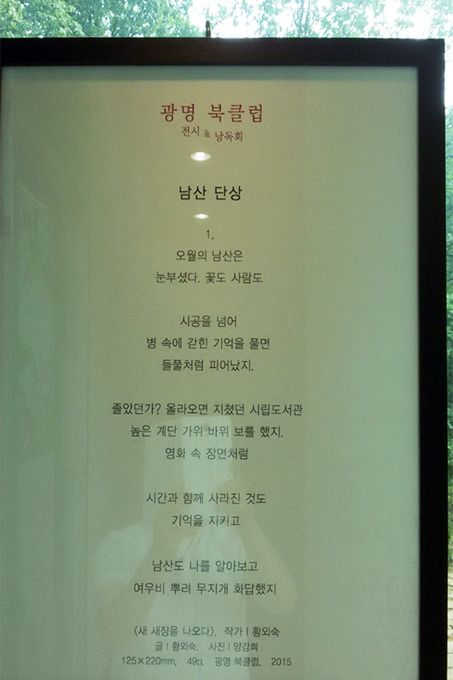 광명 북클럽
전시 & 낭독회
남산 단상
1.
오월의 남산은
눈부셨다. 꽃도 사람도
시공을 넘어
병 속에 갇힌 기억을 풀면
들풀처럼 피어났지.
졸았던가? 올라오면 지쳤던 시립도서관
높은 계단 가위 바위 보를 했지.
영화 속 장면처럼
시간과 함께 사라진 것도
기억을 지키고
남산도 나를 알아보고
여우비 뿌려 무지개 화답했지
〈새 새장을 나오다〉. 작가 | 황외숙
글 | 황외숙. 사진 | 양강희
125×220mm. 49p. 광명 북클럽. 2015